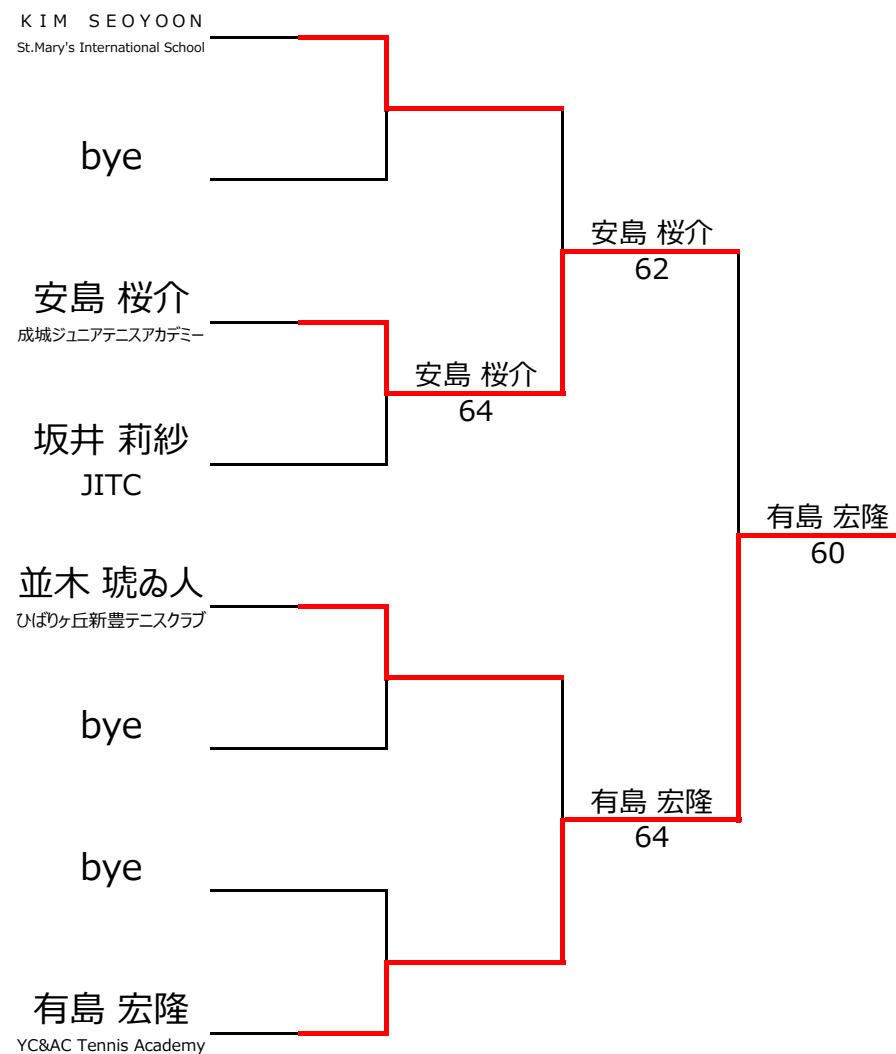 ＫＩＭ　ＳＥＯＹＯＯＮ
St.Mary's International School
bye
安島 桜介
62
安島 桜介
成城ジュニアテニスアカデミー
安島 桜介
64
坂井 莉紗
JITC
有島 宏隆
60
並木 琥ゐ人
ひばりヶ丘新豊テニスクラブ
bye
有島 宏隆
64
bye
有島 宏隆
YC&AC Tennis Academy